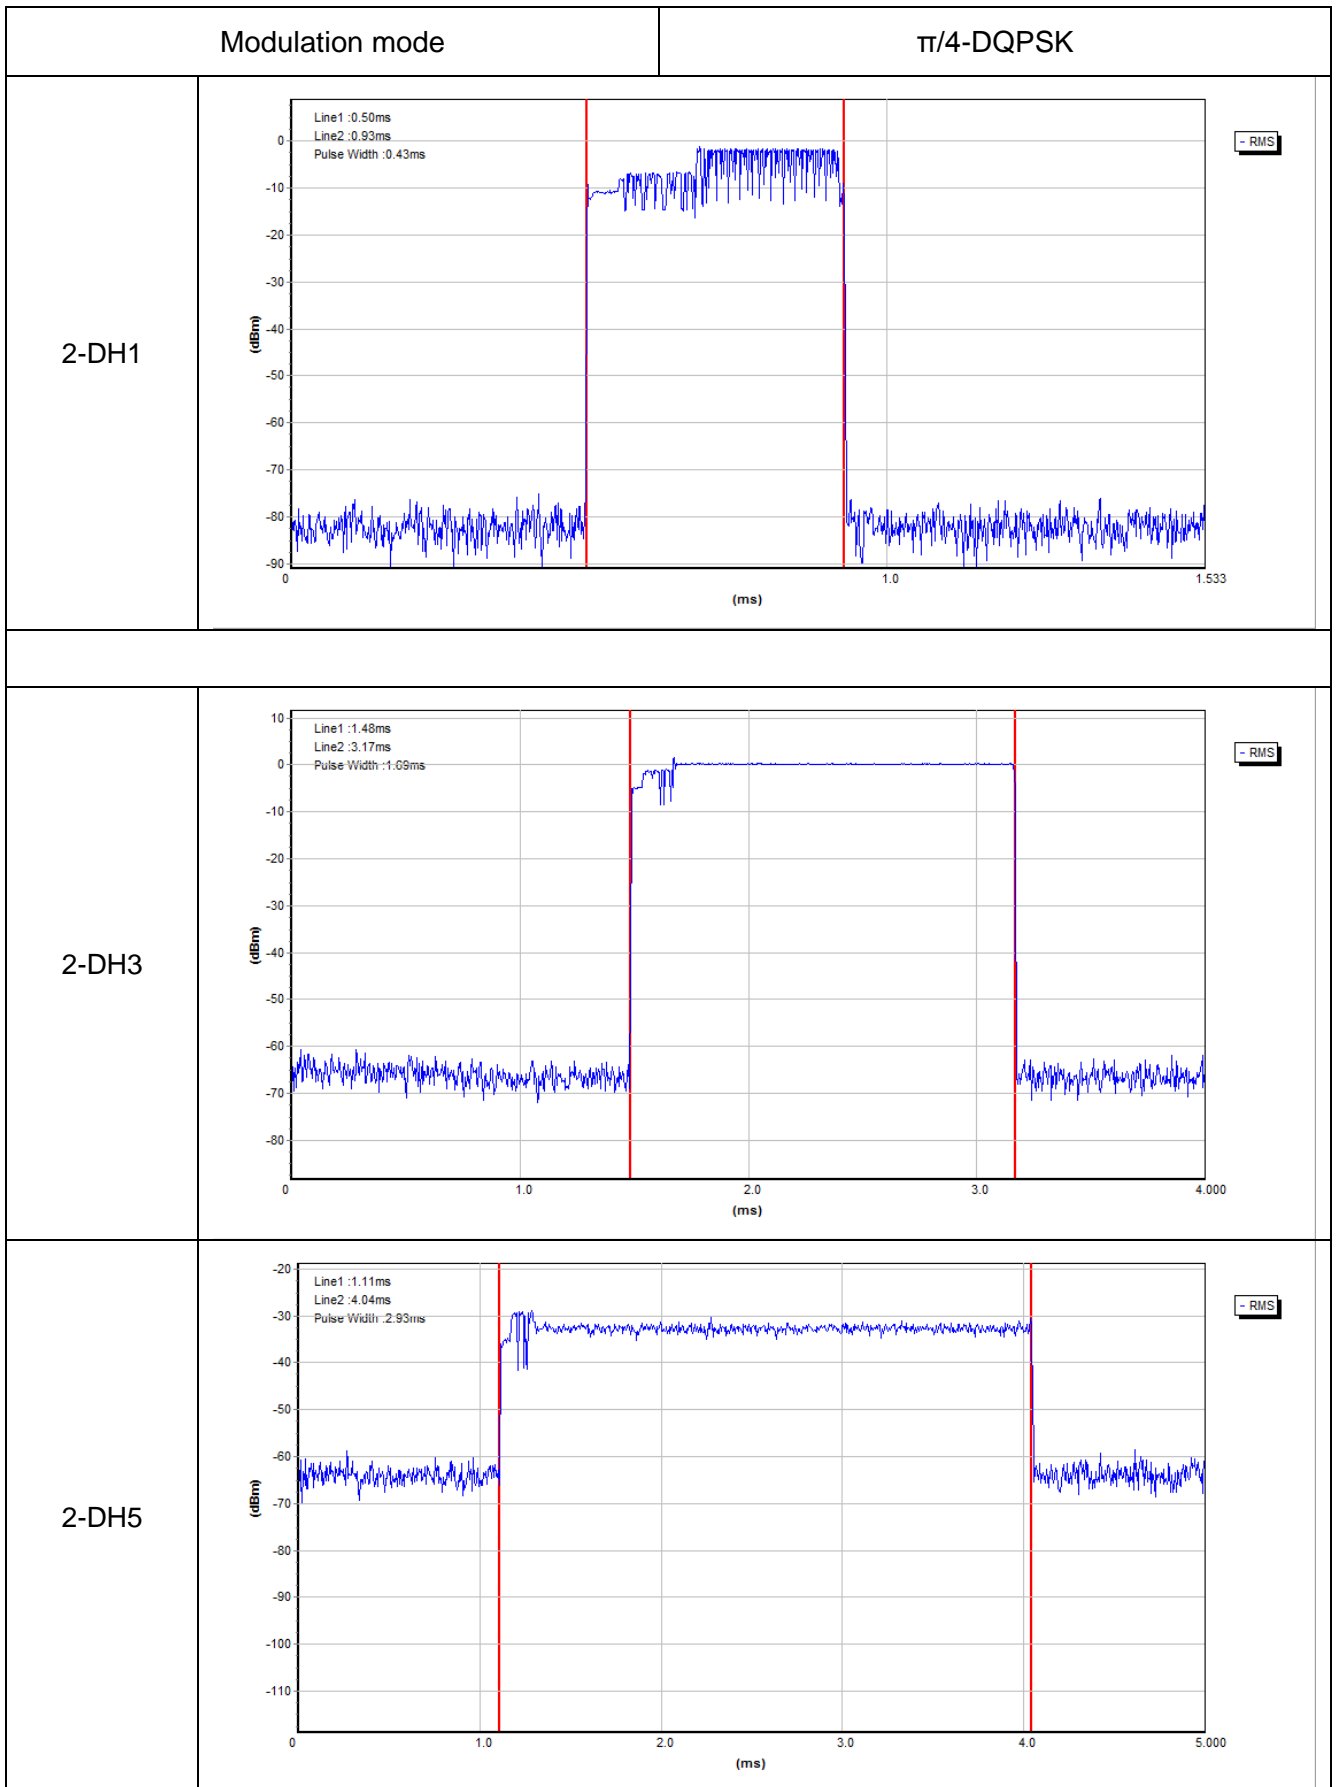 Modulation mode π/4-DQPSK
2-DH1
Line1 :0.50ms
Line2 :0.93ms
Pulse Width :0.43ms
- RMS
0
-10
-20
-30
-40
-50
-60
-70
-80
-90
(dBm)
0 1.0 1.533
(ms)
2-DH3
Line1 :1.48ms
Line2 :3.17ms
Pulse Width :1.69ms
- RMS
10
0
-10
-20
-30
-40
-50
-60
-70
-80
(dBm)
0 1.0 2.0 3.0 4.000
(ms)
2-DH5
Line1 :1.11ms
Line2 :4.04ms
Pulse Width :2.93ms
- RMS
-20
-30
-40
-50
-60
-70
-80
-90
-100
-110
(dBm)
0 1.0 2.0 3.0 4.0 5.000
(ms)